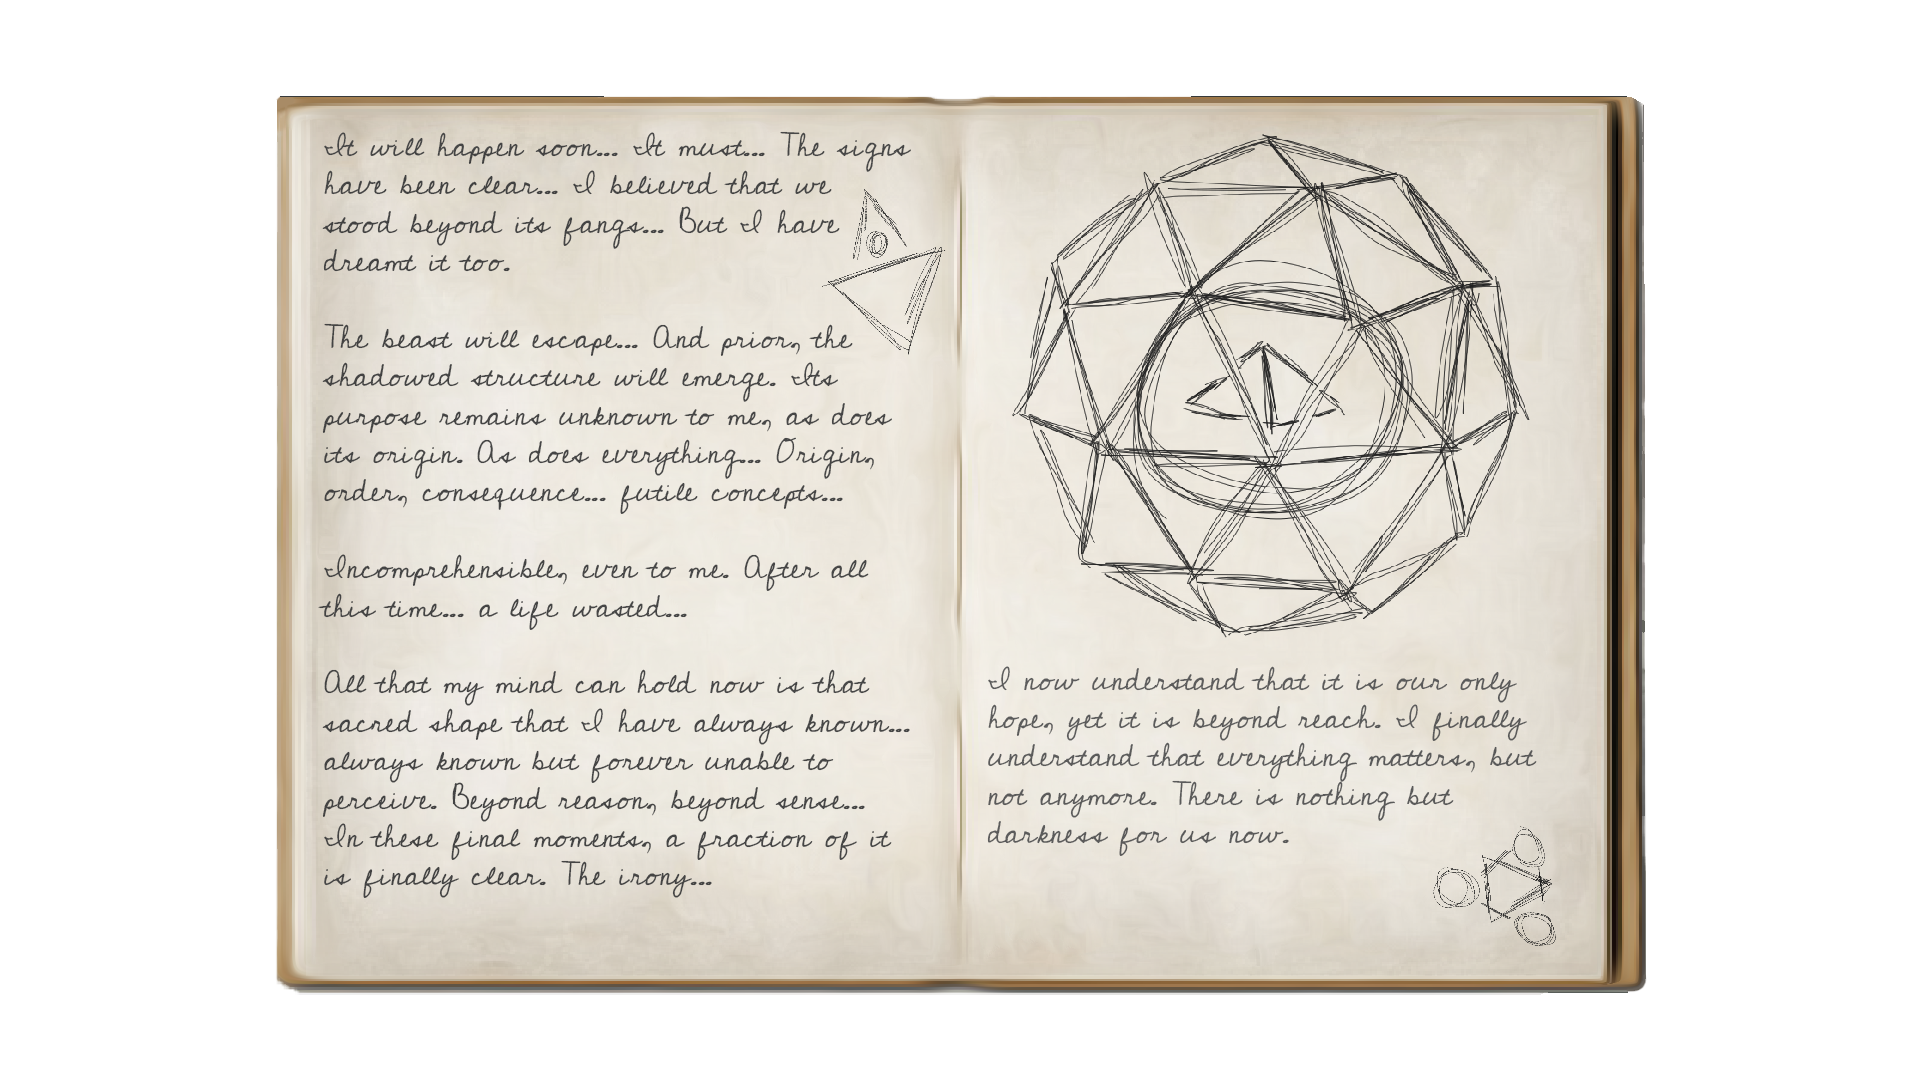 It will happen soon... It must... The signs
have been clear... I believed that we
stood beyond its fangs... But I have
dreamt it too.
The beast will escape... And prior, the
shadowed structure will emerge. Its
purpose remains unknown to me, as does
its origin. As does everything... Origin,
order, consequence... futile concepts...
Incomprehensible, even to me. After all
this time... a life wasted...
All that my mind can hold now is that
sacred shape that I have always known...
always known but forever unable to
perceive. Beyond reason, beyond sense...
In these final moments, a fraction of it
is finally clear. The irony...
I now understand that it is our only
hope, yet it is beyond reach. I finally
understand that everything matters, but
not anymore. There is nothing but
darkness for us now.